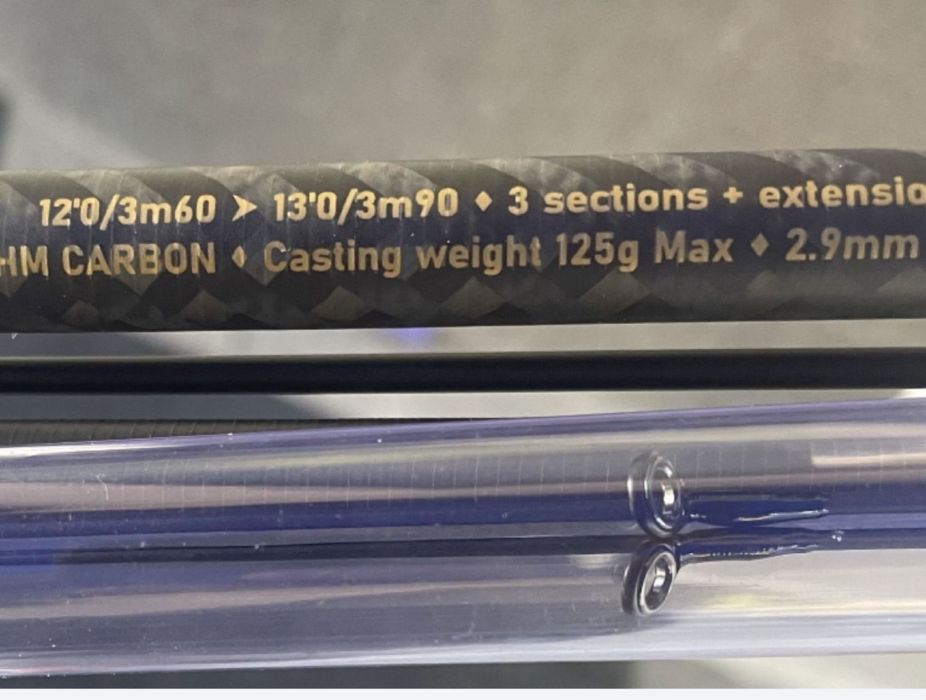 12'0/3m60 ➤ 13'0/3m90 ♦ 3 sections + extensio
HM CARBON ♦ Casting weight 125g Max ♦ 2.9mm